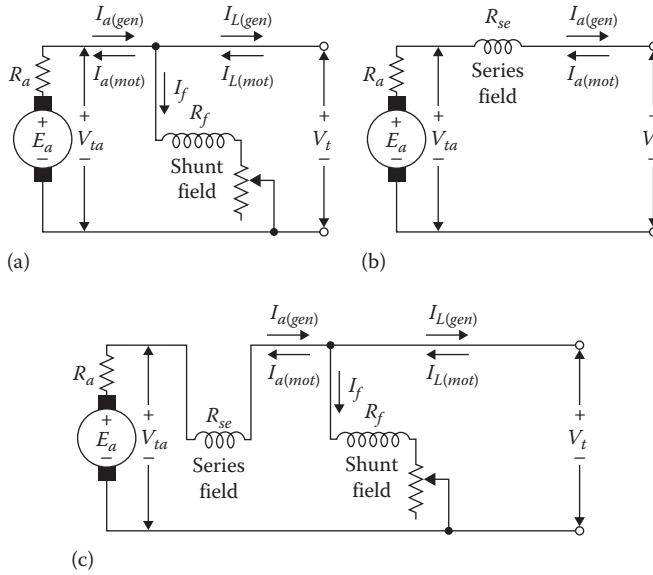 I_a(gen) I_L(gen)
I_a(mot) I_L(mot)
R_a
+
E_a
−
+
V_ta
−
I_f
R_f
Shunt
field
+
V_t
−
(a)
R_se
Series
field
I_a(mot)
R_a
+
E_a
−
+
V_ta
−
+
V
−
(b)
I_a(gen) I_L(gen)
I_a(mot) I_L(mot)
R_a
+
E_a
−
+
V_ta
−
R_se
Series
field
I_f
R_f
Shunt
field
+
V_t
−
(c)